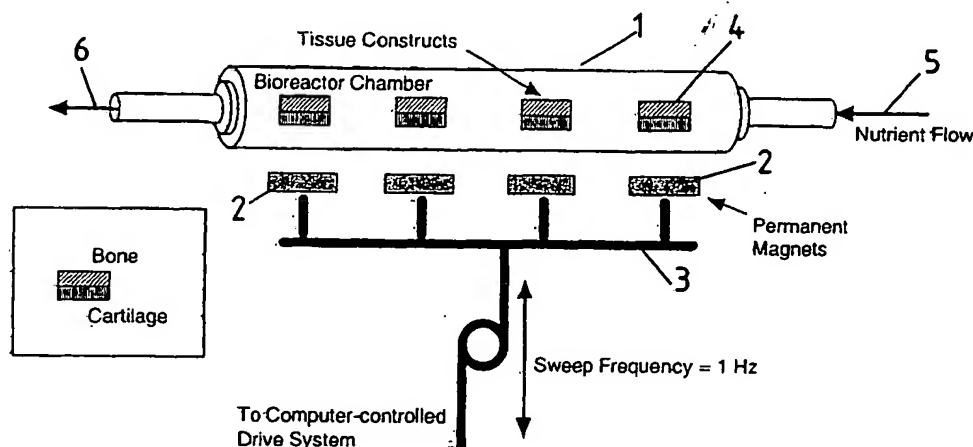 6
Tissue Constructs
1
4
Bioreactor Chamber
5
Nutrient Flow
2
2
Permanent
Magnets
3
Bone
Cartilage
Sweep Frequency = 1 Hz
To Computer-controlled
Drive System